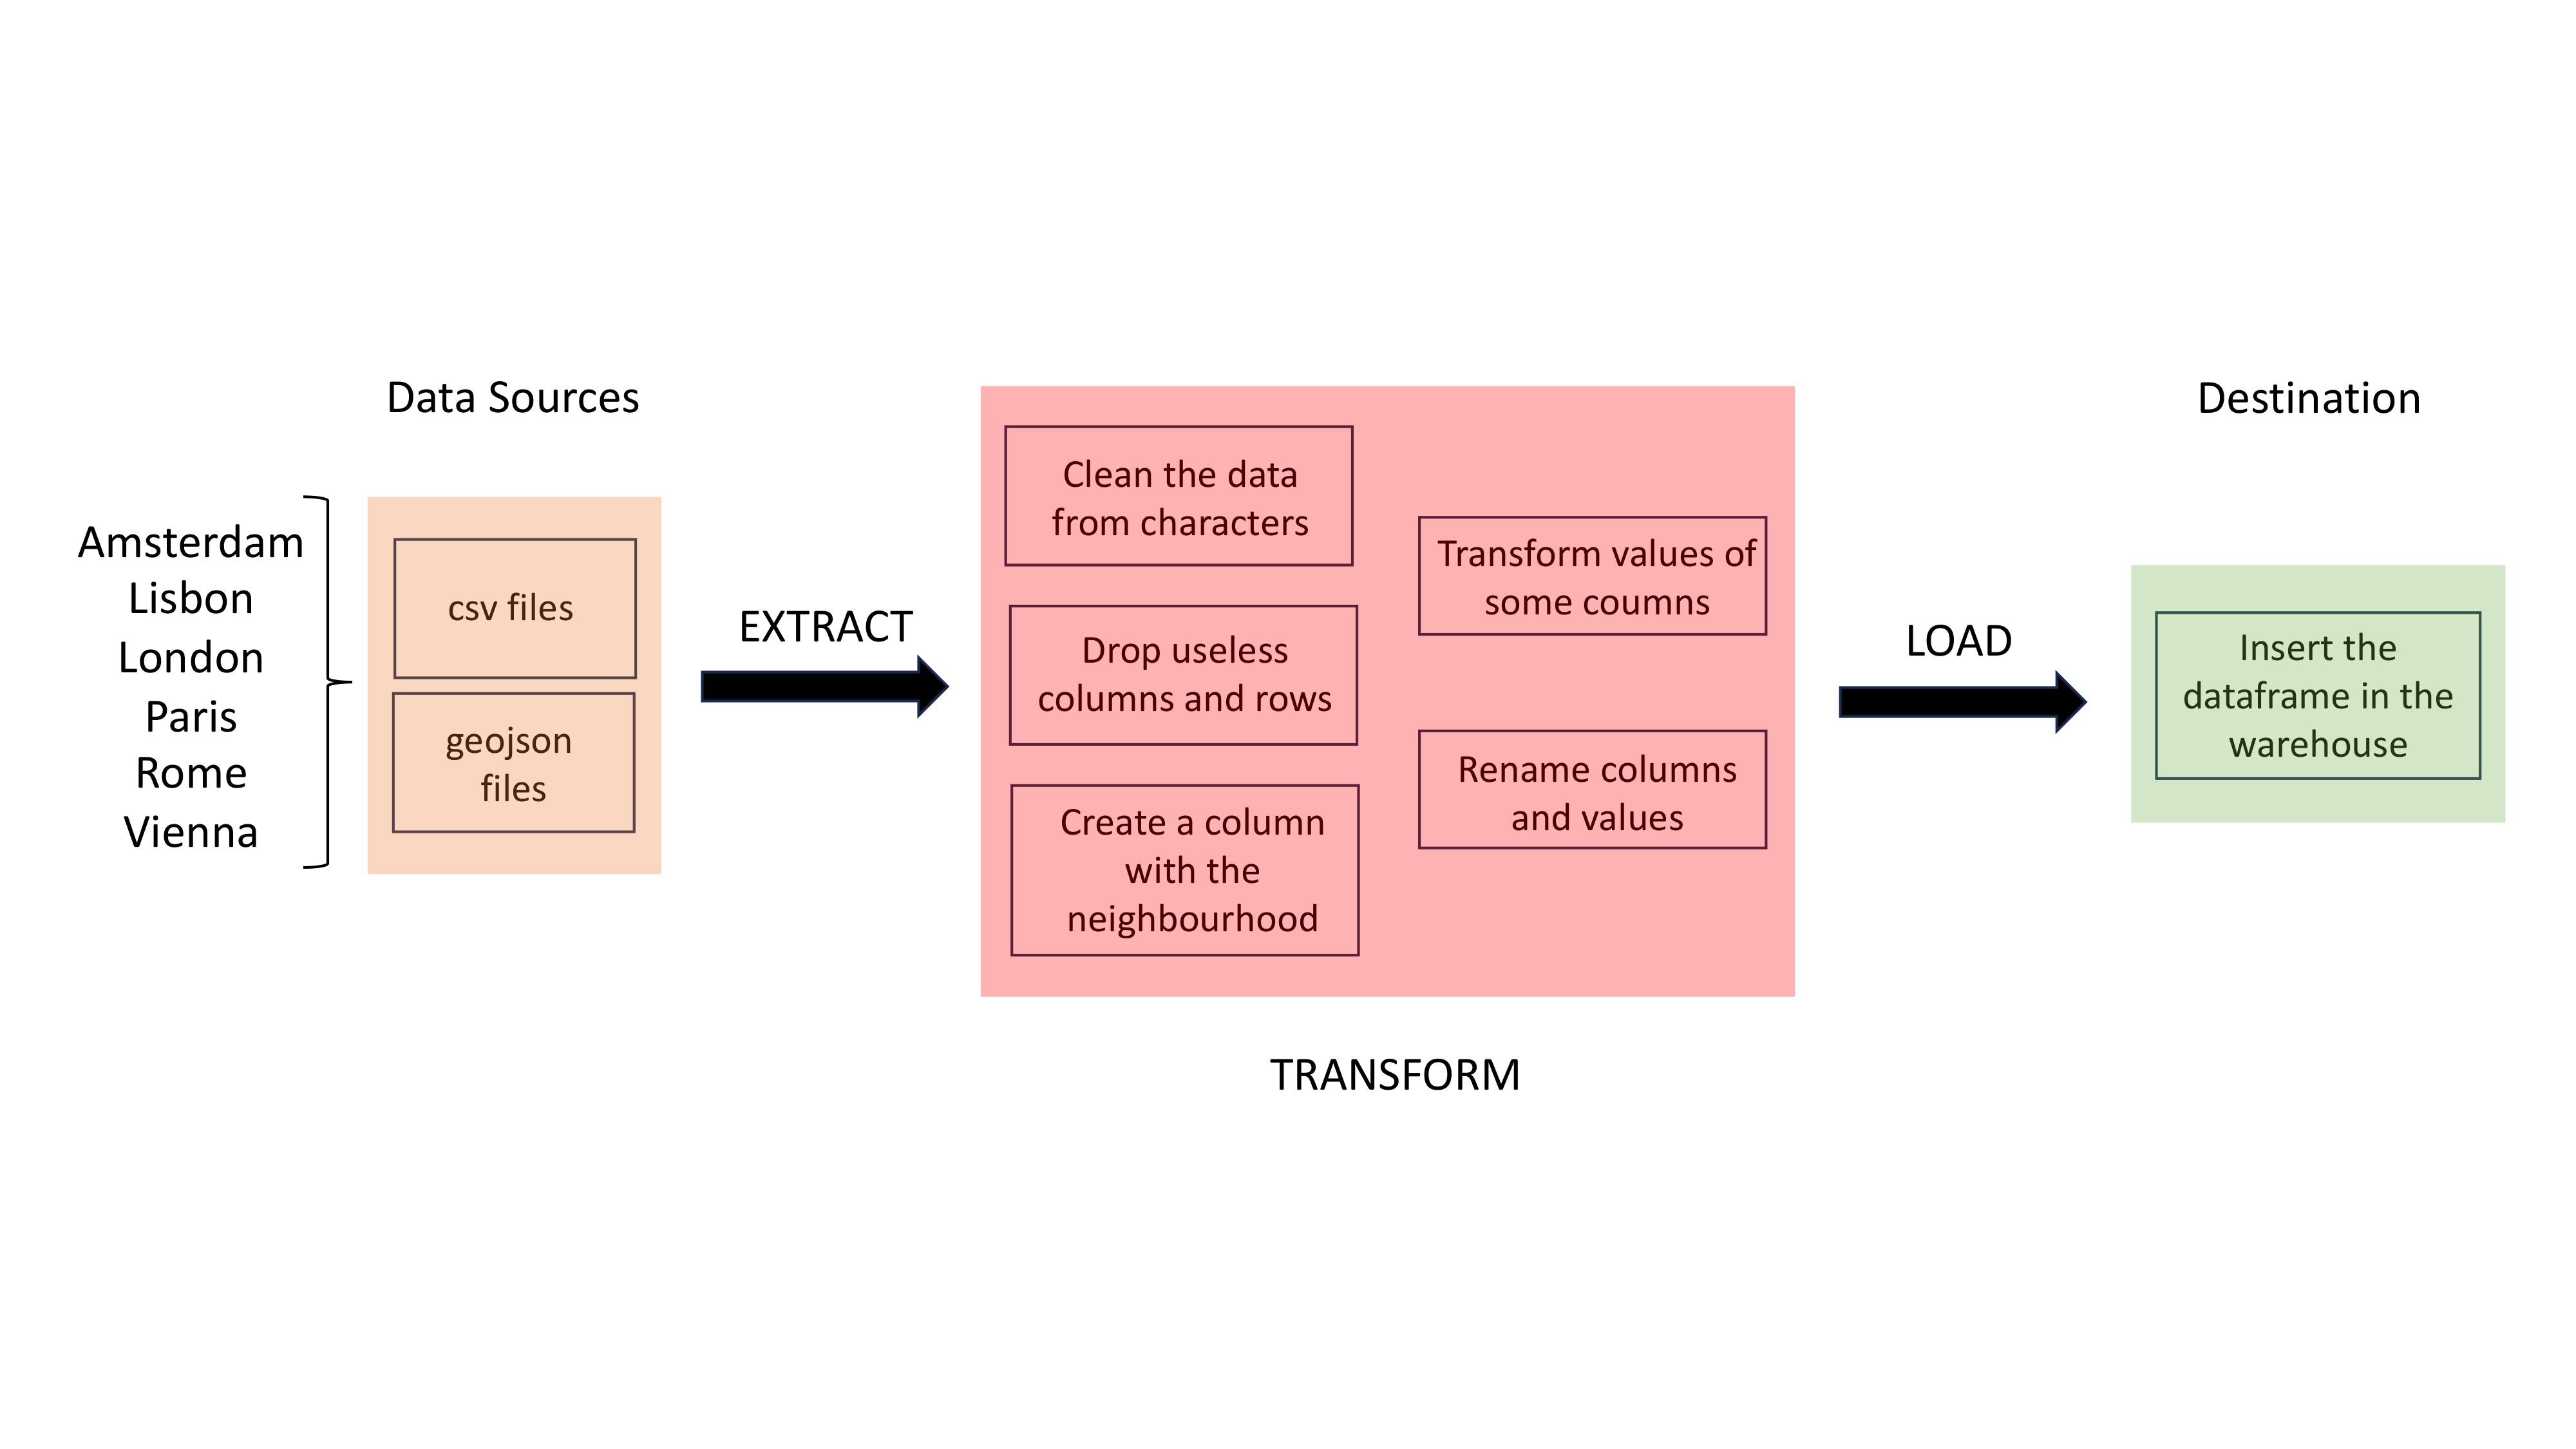 Data Sources
Amsterdam
Lisbon
London
Paris
Rome
Vienna
csv files
geojson
files
EXTRACT
Clean the data
from characters
Drop useless
columns and rows
Create a column
with the
neighbourhood
Transform values of
some coumns
Rename columns
and values
TRANSFORM
LOAD
Destination
Insert the
dataframe in the
warehouse